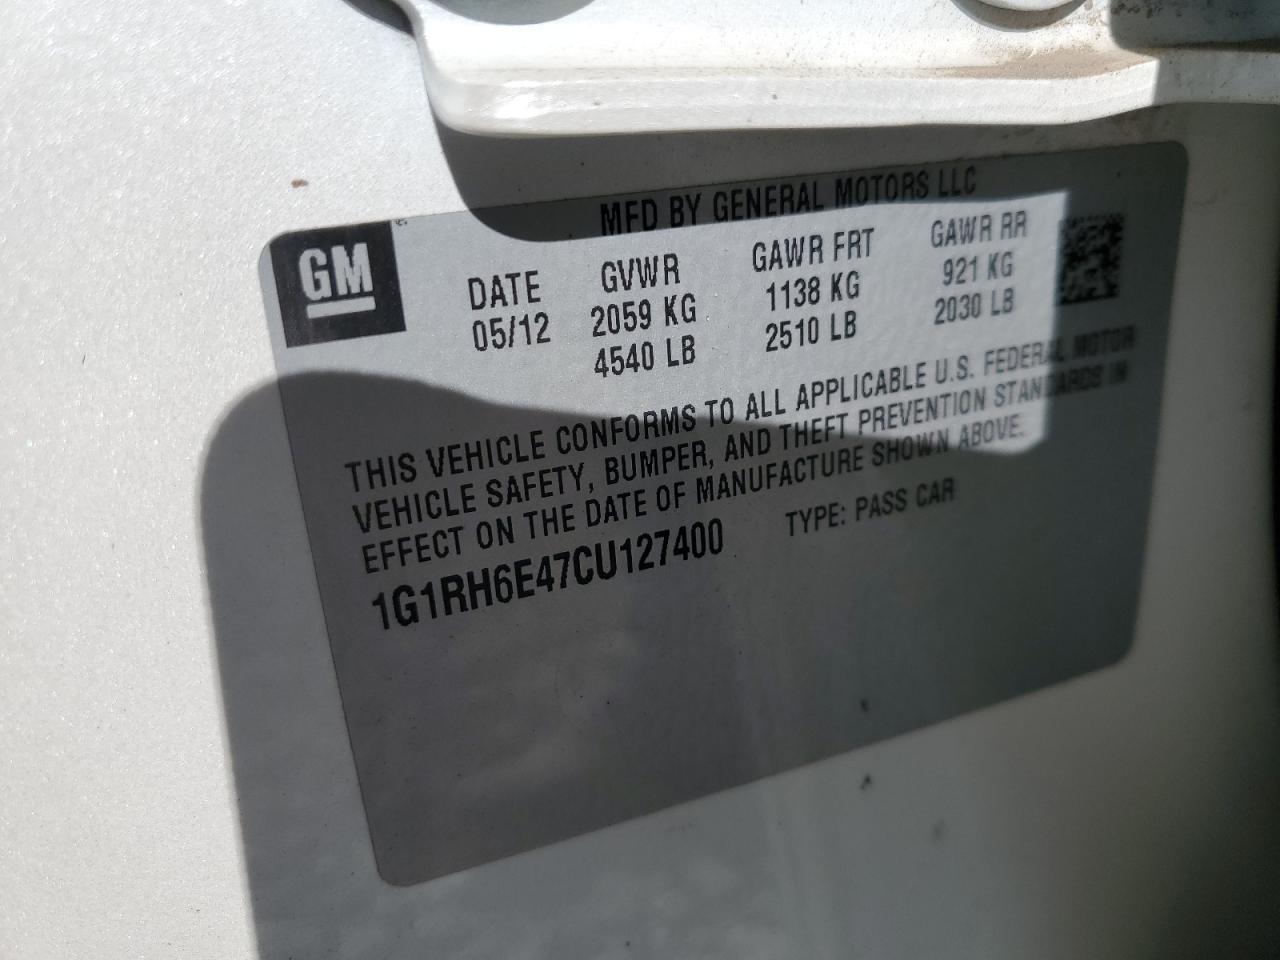 MFD BY GENERAL MOTORS LLC
GM
DATE GVWR GAWR FRT GAWR RR
05/12 2059 KG 1138 KG 921 KG
4540 LB 2510 LB 2030 LB
THIS VEHICLE CONFORMS TO ALL APPLICABLE U.S. FEDERAL MOTOR
VEHICLE SAFETY, BUMPER, AND THEFT PREVENTION STANDARDS IN
EFFECT ON THE DATE OF MANUFACTURE SHOWN ABOVE.
1G1RH6E47CU127400 TYPE: PASS CAR